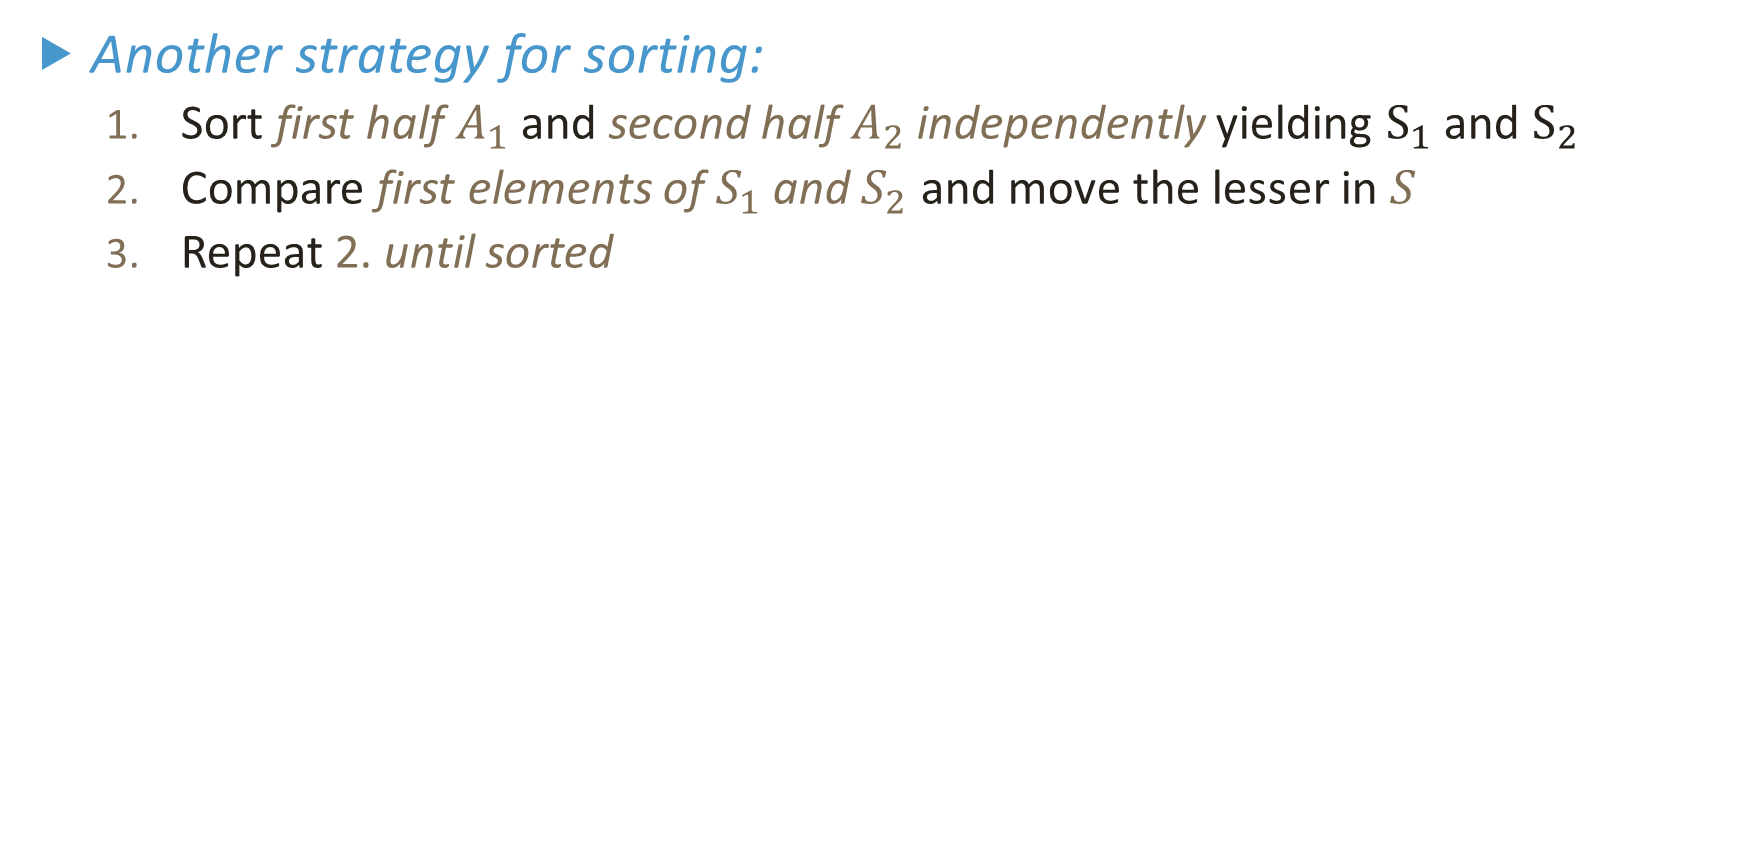 Another strategy for sorting:
1. Sort first half A₁ and second half A₂ independently yielding S₁ and S₂
2. Compare first elements of S₁ and S₂ and move the lesser in S
3. Repeat 2. until sorted